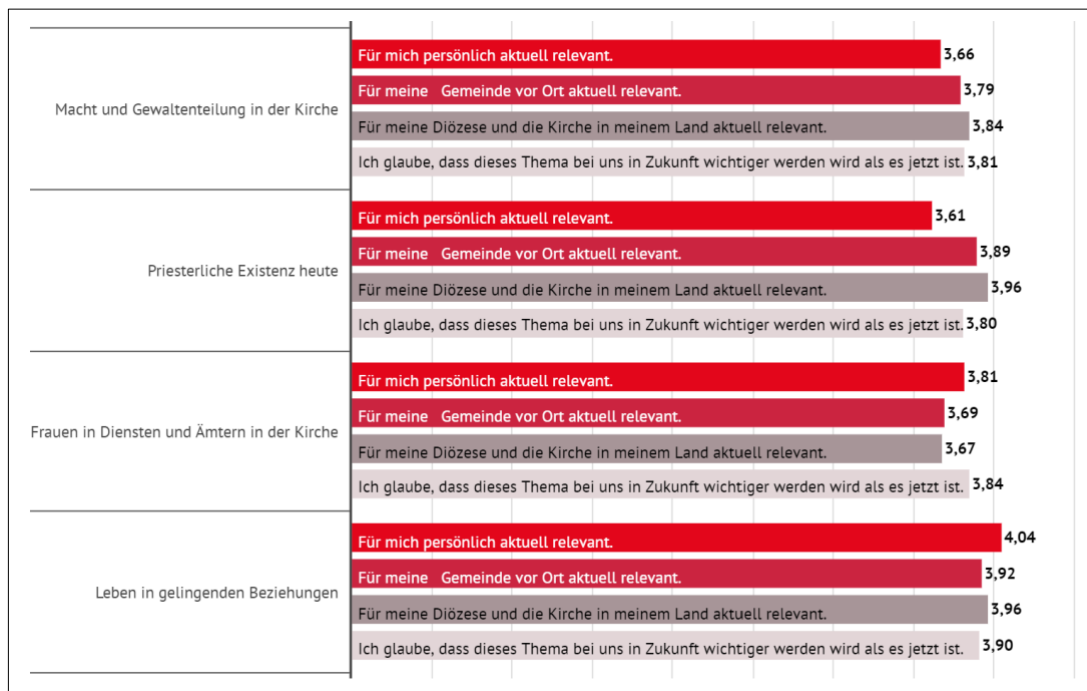 Macht und Gewaltenteilung in der Kirche
Für mich persönlich aktuell relevant. 3,66
Für meine Gemeinde vor Ort aktuell relevant. 3,79
Für meine Diözese und die Kirche in meinem Land aktuell relevant. 3,84
Ich glaube, dass dieses Thema bei uns in Zukunft wichtiger werden wird als es jetzt ist. 3,81
Priesterliche Existenz heute
Für mich persönlich aktuell relevant. 3,61
Für meine Gemeinde vor Ort aktuell relevant. 3,89
Für meine Diözese und die Kirche in meinem Land aktuell relevant. 3,96
Ich glaube, dass dieses Thema bei uns in Zukunft wichtiger werden wird als es jetzt ist. 3,80
Frauen in Diensten und Ämtern in der Kirche
Für mich persönlich aktuell relevant. 3,81
Für meine Gemeinde vor Ort aktuell relevant. 3,69
Für meine Diözese und die Kirche in meinem Land aktuell relevant. 3,67
Ich glaube, dass dieses Thema bei uns in Zukunft wichtiger werden wird als es jetzt ist. 3,84
Leben in gelingenden Beziehungen
Für mich persönlich aktuell relevant. 4,04
Für meine Gemeinde vor Ort aktuell relevant. 3,92
Für meine Diözese und die Kirche in meinem Land aktuell relevant. 3,96
Ich glaube, dass dieses Thema bei uns in Zukunft wichtiger werden wird als es jetzt ist. 3,90